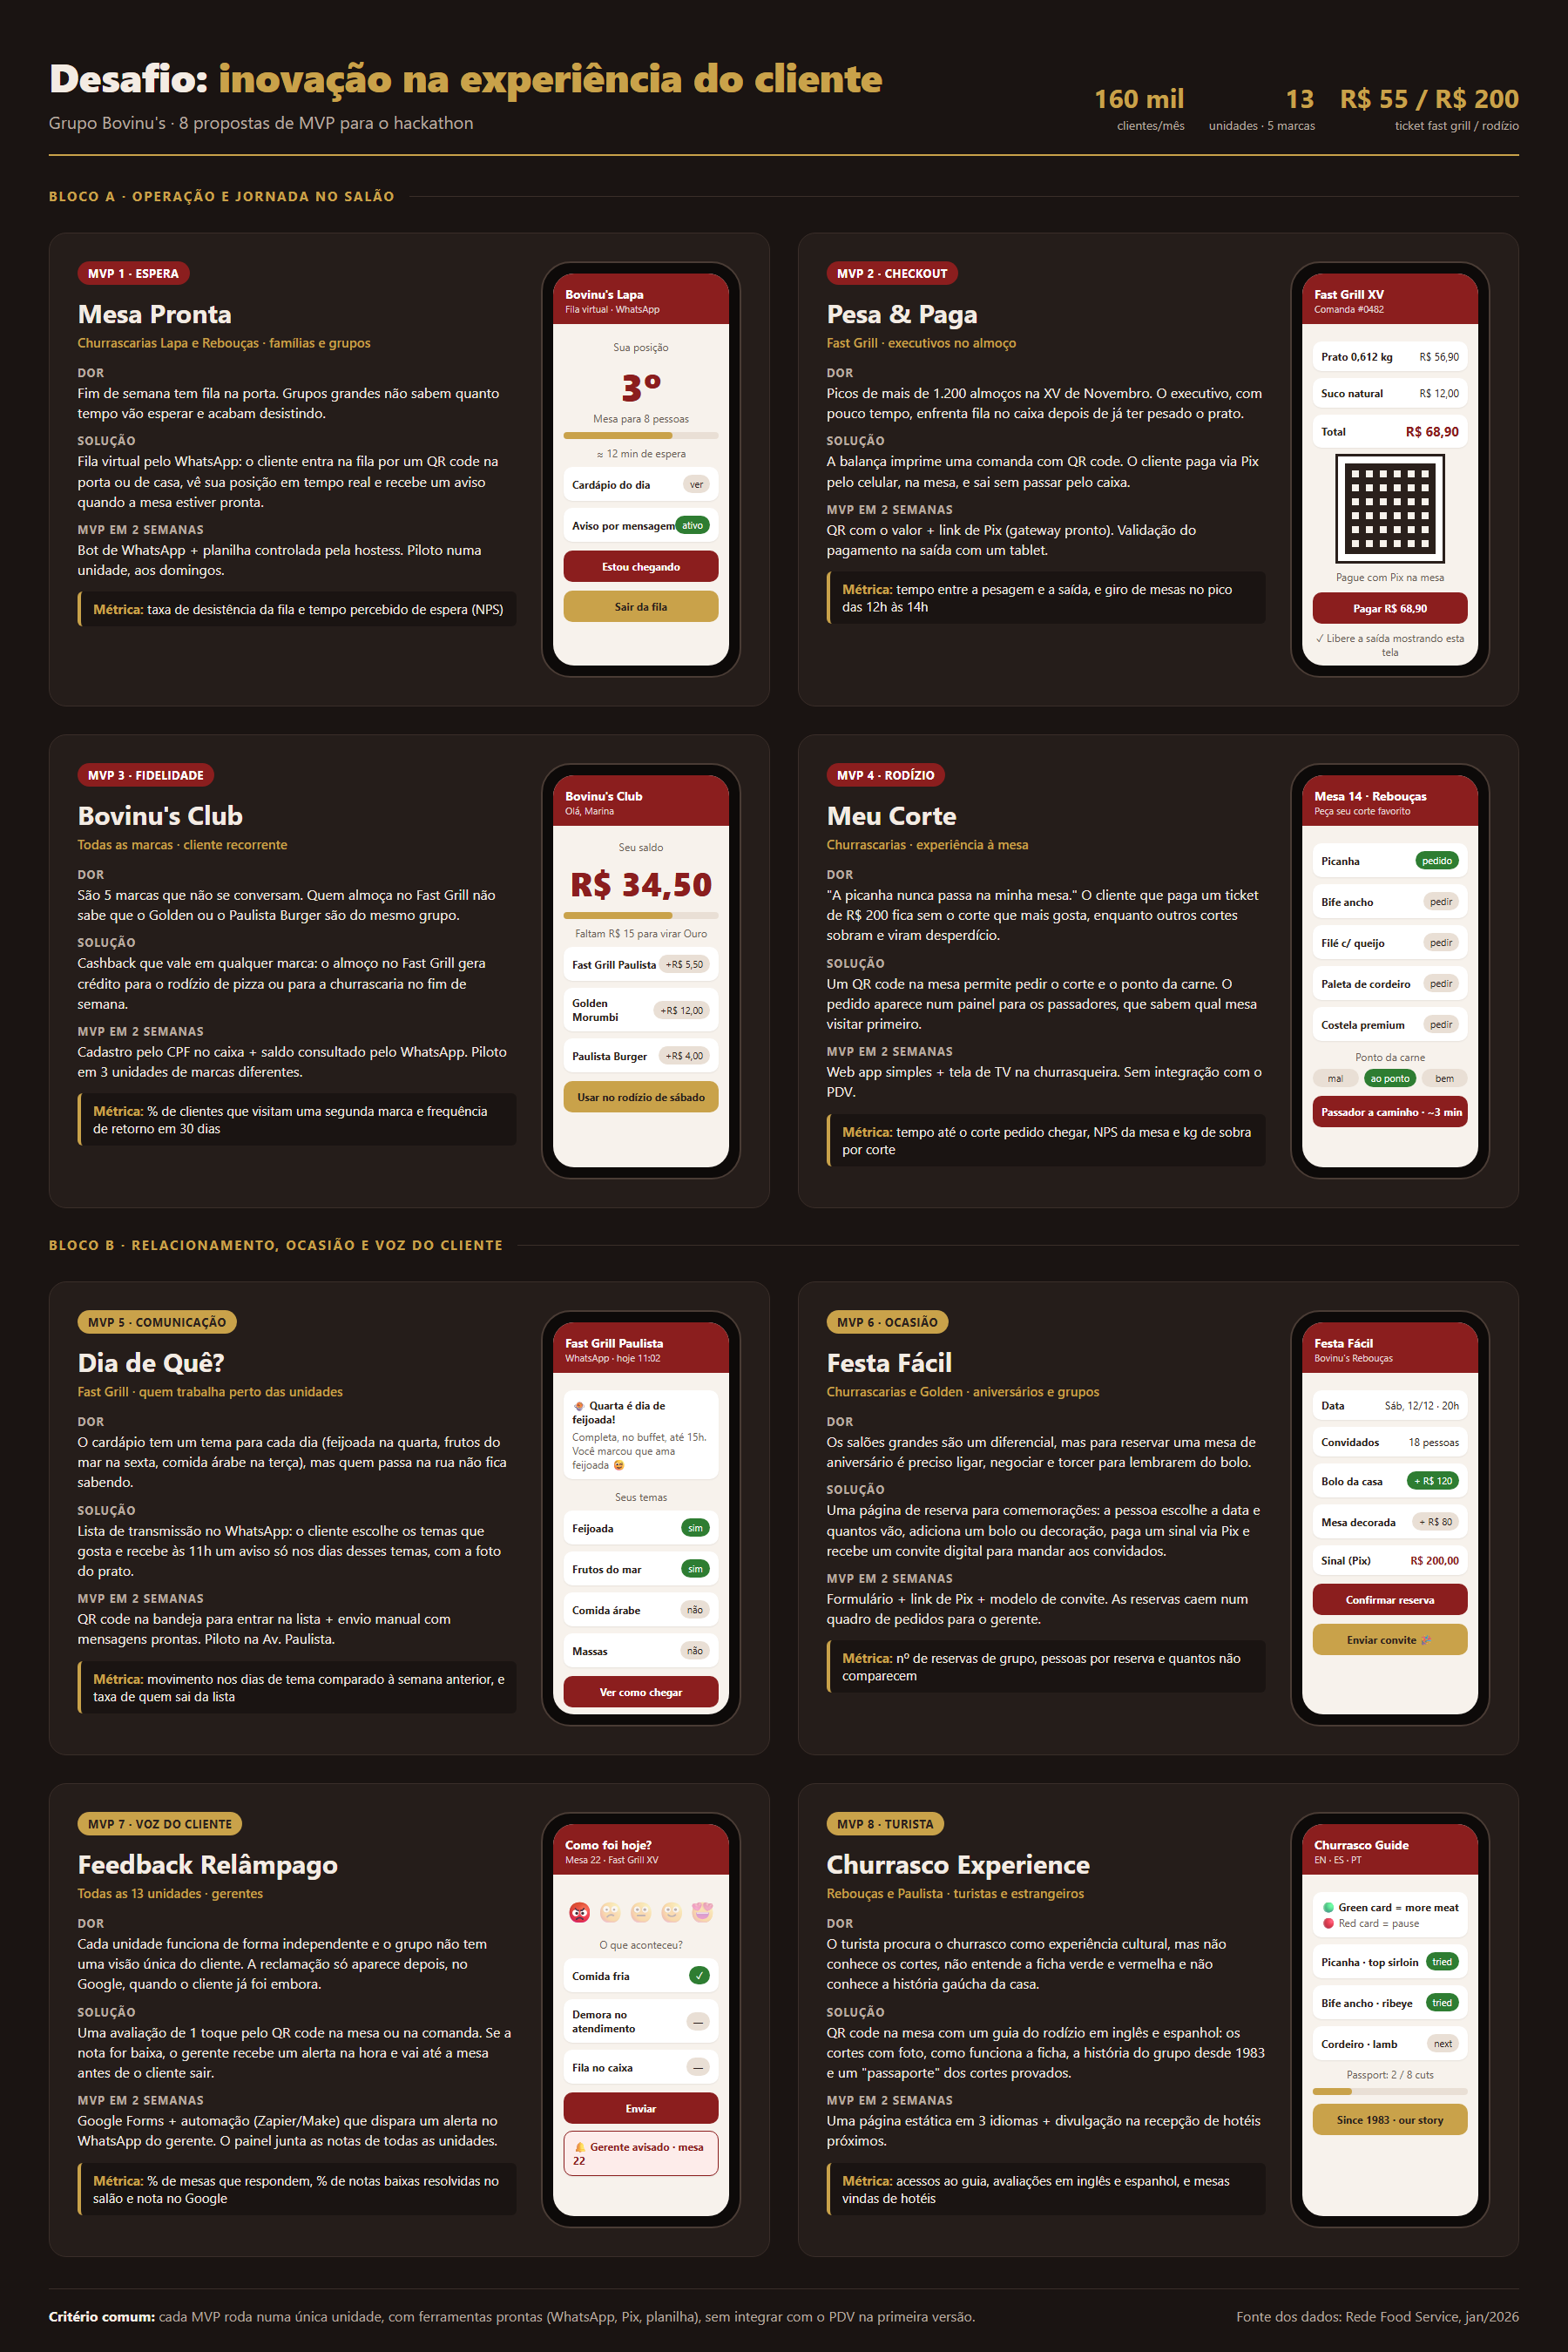 Desafio: inovação na experiência do cliente
Grupo Bovinu's · 8 propostas de MVP para o hackathon
160 mil
clientes/mês
13
unidades · 5 marcas
R$ 55 / R$ 200
ticket fast grill / rodízio
BLOCO A · OPERAÇÃO E JORNADA NO SALÃO
MVP 1 · ESPERA
Mesa Pronta
Churrascarias Lapa e Rebouças · famílias e grupos
DOR
Fim de semana tem fila na porta. Grupos grandes não sabem quanto
tempo vão esperar e acabam desistindo.
SOLUÇÃO
Fila virtual pelo WhatsApp: o cliente entra na fila por um QR code na
porta ou de casa, vê sua posição em tempo real e recebe um aviso
quando a mesa estiver pronta.
MVP EM 2 SEMANAS
Bot de WhatsApp + planilha controlada pela hostess. Piloto numa
unidade, aos domingos.
Métrica: taxa de desistência da fila e tempo percebido de espera (NPS)
Bovinu's Lapa
Fila virtual · WhatsApp
Sua posição
3º
Mesa para 8 pessoas
≈ 12 min de espera
Cardápio do dia ver
Aviso por mensagem ativo
Estou chegando
Sair da fila
MVP 2 · CHECKOUT
Pesa & Paga
Fast Grill · executivos no almoço
DOR
Picos de mais de 1.200 almoços na XV de Novembro. O executivo, com
pouco tempo, enfrenta fila no caixa depois de já ter pesado o prato.
SOLUÇÃO
A balança imprime uma comanda com QR code. O cliente paga via Pix
pelo celular, na mesa, e sai sem passar pelo caixa.
MVP EM 2 SEMANAS
QR com o valor + link de Pix (gateway pronto). Validação do
pagamento na saída com um tablet.
Métrica: tempo entre a pesagem e a saída, e giro de mesas no pico
das 12h às 14h
Fast Grill XV
Comanda #0482
Prato 0,612 kg R$ 56,90
Suco natural R$ 12,00
Total R$ 68,90
Pague com Pix na mesa
Pagar R$ 68,90
✓ Libere a saída mostrando esta
tela
MVP 3 · FIDELIDADE
Bovinu's Club
Todas as marcas · cliente recorrente
DOR
São 5 marcas que não se conversam. Quem almoça no Fast Grill não
sabe que o Golden ou o Paulista Burger são do mesmo grupo.
SOLUÇÃO
Cashback que vale em qualquer marca: o almoço no Fast Grill gera
crédito para o rodízio de pizza ou para a churrascaria no fim de
semana.
MVP EM 2 SEMANAS
Cadastro pelo CPF no caixa + saldo consultado pelo WhatsApp. Piloto
em 3 unidades de marcas diferentes.
Métrica: % de clientes que visitam uma segunda marca e frequência
de retorno em 30 dias
Bovinu's Club
Olá, Marina
Seu saldo
R$ 34,50
Faltam R$ 15 para virar Ouro
Fast Grill Paulista +R$ 5,50
Golden
Morumbi +R$ 12,00
Paulista Burger +R$ 4,00
Usar no rodízio de sábado
MVP 4 · RODÍZIO
Meu Corte
Churrascarias · experiência à mesa
DOR
"A picanha nunca passa na minha mesa." O cliente que paga um ticket
de R$ 200 fica sem o corte que mais gosta, enquanto outros cortes
sobram e viram desperdício.
SOLUÇÃO
Um QR code na mesa permite pedir o corte e o ponto da carne. O
pedido aparece num painel para os passadores, que sabem qual mesa
visitar primeiro.
MVP EM 2 SEMANAS
Web app simples + tela de TV na churrasqueira. Sem integração com o
PDV.
Métrica: tempo até o corte pedido chegar, NPS da mesa e kg de sobra
por corte
Mesa 14 · Rebouças
Peça seu corte favorito
Picanha pedido
Bife ancho pedir
Filé c/ queijo pedir
Paleta de cordeiro pedir
Costela premium pedir
Ponto da carne
mal ao ponto bem
Passador a caminho · ~3 min
BLOCO B · RELACIONAMENTO, OCASIÃO E VOZ DO CLIENTE
MVP 5 · COMUNICAÇÃO
Dia de Quê?
Fast Grill · quem trabalha perto das unidades
DOR
O cardápio tem um tema para cada dia (feijoada na quarta, frutos do
mar na sexta, comida árabe na terça), mas quem passa na rua não fica
sabendo.
SOLUÇÃO
Lista de transmissão no WhatsApp: o cliente escolhe os temas que
gosta e recebe às 11h um aviso só nos dias desses temas, com a foto
do prato.
MVP EM 2 SEMANAS
QR code na bandeja para entrar na lista + envio manual com
mensagens prontas. Piloto na Av. Paulista.
Métrica: movimento nos dias de tema comparado à semana anterior, e
taxa de quem sai da lista
Fast Grill Paulista
WhatsApp · hoje 11:02
Quarta é dia de
feijoada!
Completa, no buffet, até 15h.
Você marcou que ama
feijoada 😋
Seus temas
Feijoada sim
Frutos do mar sim
Comida árabe não
Massas não
Ver como chegar
MVP 6 · OCASIÃO
Festa Fácil
Churrascarias e Golden · aniversários e grupos
DOR
Os salões grandes são um diferencial, mas para reservar uma mesa de
aniversário é preciso ligar, negociar e torcer para lembrarem do bolo.
SOLUÇÃO
Uma página de reserva para comemorações: a pessoa escolhe a data e
quantos vão, adiciona um bolo ou decoração, paga um sinal via Pix e
recebe um convite digital para mandar aos convidados.
MVP EM 2 SEMANAS
Formulário + link de Pix + modelo de convite. As reservas caem num
quadro de pedidos para o gerente.
Métrica: nº de reservas de grupo, pessoas por reserva e quantos não
comparecem
Festa Fácil
Bovinu's Rebouças
Data Sáb, 12/12 · 20h
Convidados 18 pessoas
Bolo da casa + R$ 120
Mesa decorada + R$ 80
Sinal (Pix) R$ 200,00
Confirmar reserva
Enviar convite 🎉
MVP 7 · VOZ DO CLIENTE
Feedback Relâmpago
Todas as 13 unidades · gerentes
DOR
Cada unidade funciona de forma independente e o grupo não tem
uma visão única do cliente. A reclamação só aparece depois, no
Google, quando o cliente já foi embora.
SOLUÇÃO
Uma avaliação de 1 toque pelo QR code na mesa ou na comanda. Se a
nota for baixa, o gerente recebe um alerta na hora e vai até a mesa
antes de o cliente sair.
MVP EM 2 SEMANAS
Google Forms + automação (Zapier/Make) que dispara um alerta no
WhatsApp do gerente. O painel junta as notas de todas as unidades.
Métrica: % de mesas que respondem, % de notas baixas resolvidas no
salão e nota no Google
Como foi hoje?
Mesa 22 · Fast Grill XV
O que aconteceu?
Comida fria ✓
Demora no
atendimento —
Fila no caixa —
Enviar
🔔 Gerente avisado · mesa
22
MVP 8 · TURISTA
Churrasco Experience
Rebouças e Paulista · turistas e estrangeiros
DOR
O turista procura o churrasco como experiência cultural, mas não
conhece os cortes, não entende a ficha verde e vermelha e não
conhece a história gaúcha da casa.
SOLUÇÃO
QR code na mesa com um guia do rodízio em inglês e espanhol: os
cortes com foto, como funciona a ficha, a história do grupo desde 1983
e um "passaporte" dos cortes provados.
MVP EM 2 SEMANAS
Uma página estática em 3 idiomas + divulgação na recepção de hotéis
próximos.
Métrica: acessos ao guia, avaliações em inglês e espanhol, e mesas
vindas de hotéis
Churrasco Guide
EN · ES · PT
🟢 Green card = more meat
🔴 Red card = pause
Picanha · top sirloin tried
Bife ancho · ribeye tried
Cordeiro · lamb next
Passport: 2 / 8 cuts
Since 1983 · our story
Critério comum: cada MVP roda numa única unidade, com ferramentas prontas (WhatsApp, Pix, planilha), sem integrar com o PDV na primeira versão.
Fonte dos dados: Rede Food Service, jan/2026